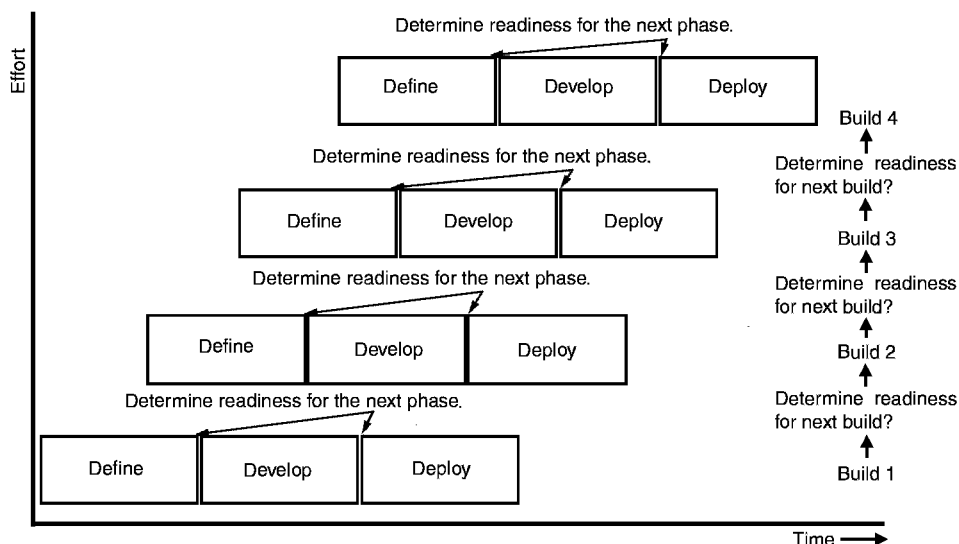 Effort
Determine readiness for the next phase.
Define
Develop
Deploy
Build 4
Determine readiness for the next phase.
Determine readiness
for next build?
Define
Develop
Deploy
Build 3
Determine readiness for the next phase.
Determine readiness
for next build?
Define
Develop
Deploy
Build 2
Determine readiness for the next phase.
Determine readiness
for next build?
Define
Develop
Deploy
Build 1
Time